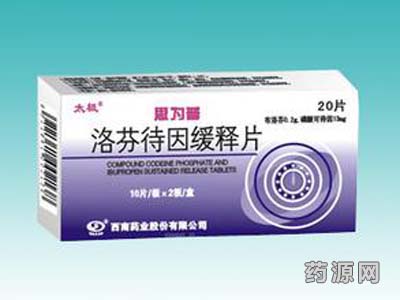 太极®
思为普
20片
布洛芬0.2g,磷酸可待因13mg
洛芬待因缓释片
COMPOUND CODEINE PHOSPHATE AND
IBUPROFEN SUSTAINED RELEASE TABLETS
10片/板×2板/盒
西南药业股份有限公司
药源网